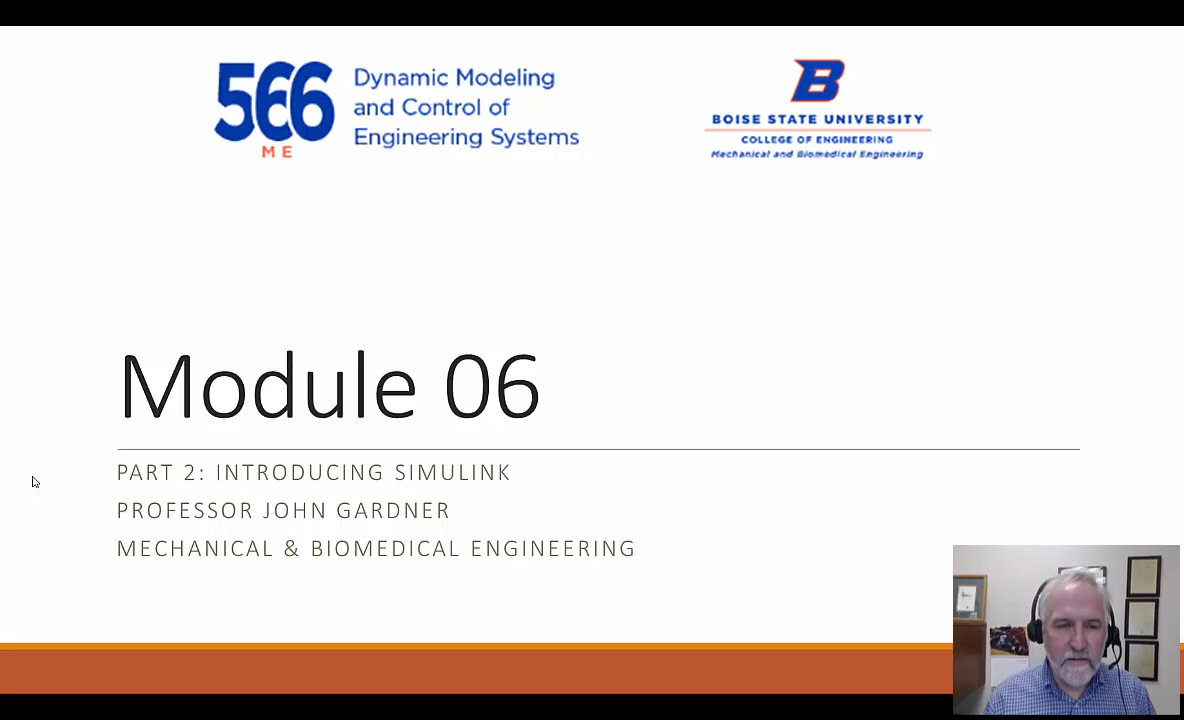 566
ME
Dynamic Modeling
and Control of
Engineering Systems
B
BOISE STATE UNIVERSITY
COLLEGE OF ENGINEERING
Mechanical and Biomedical Engineering
Module 06
PART 2: INTRODUCING SIMULINK
PROFESSOR JOHN GARDNER
MECHANICAL & BIOMEDICAL ENGINEERING